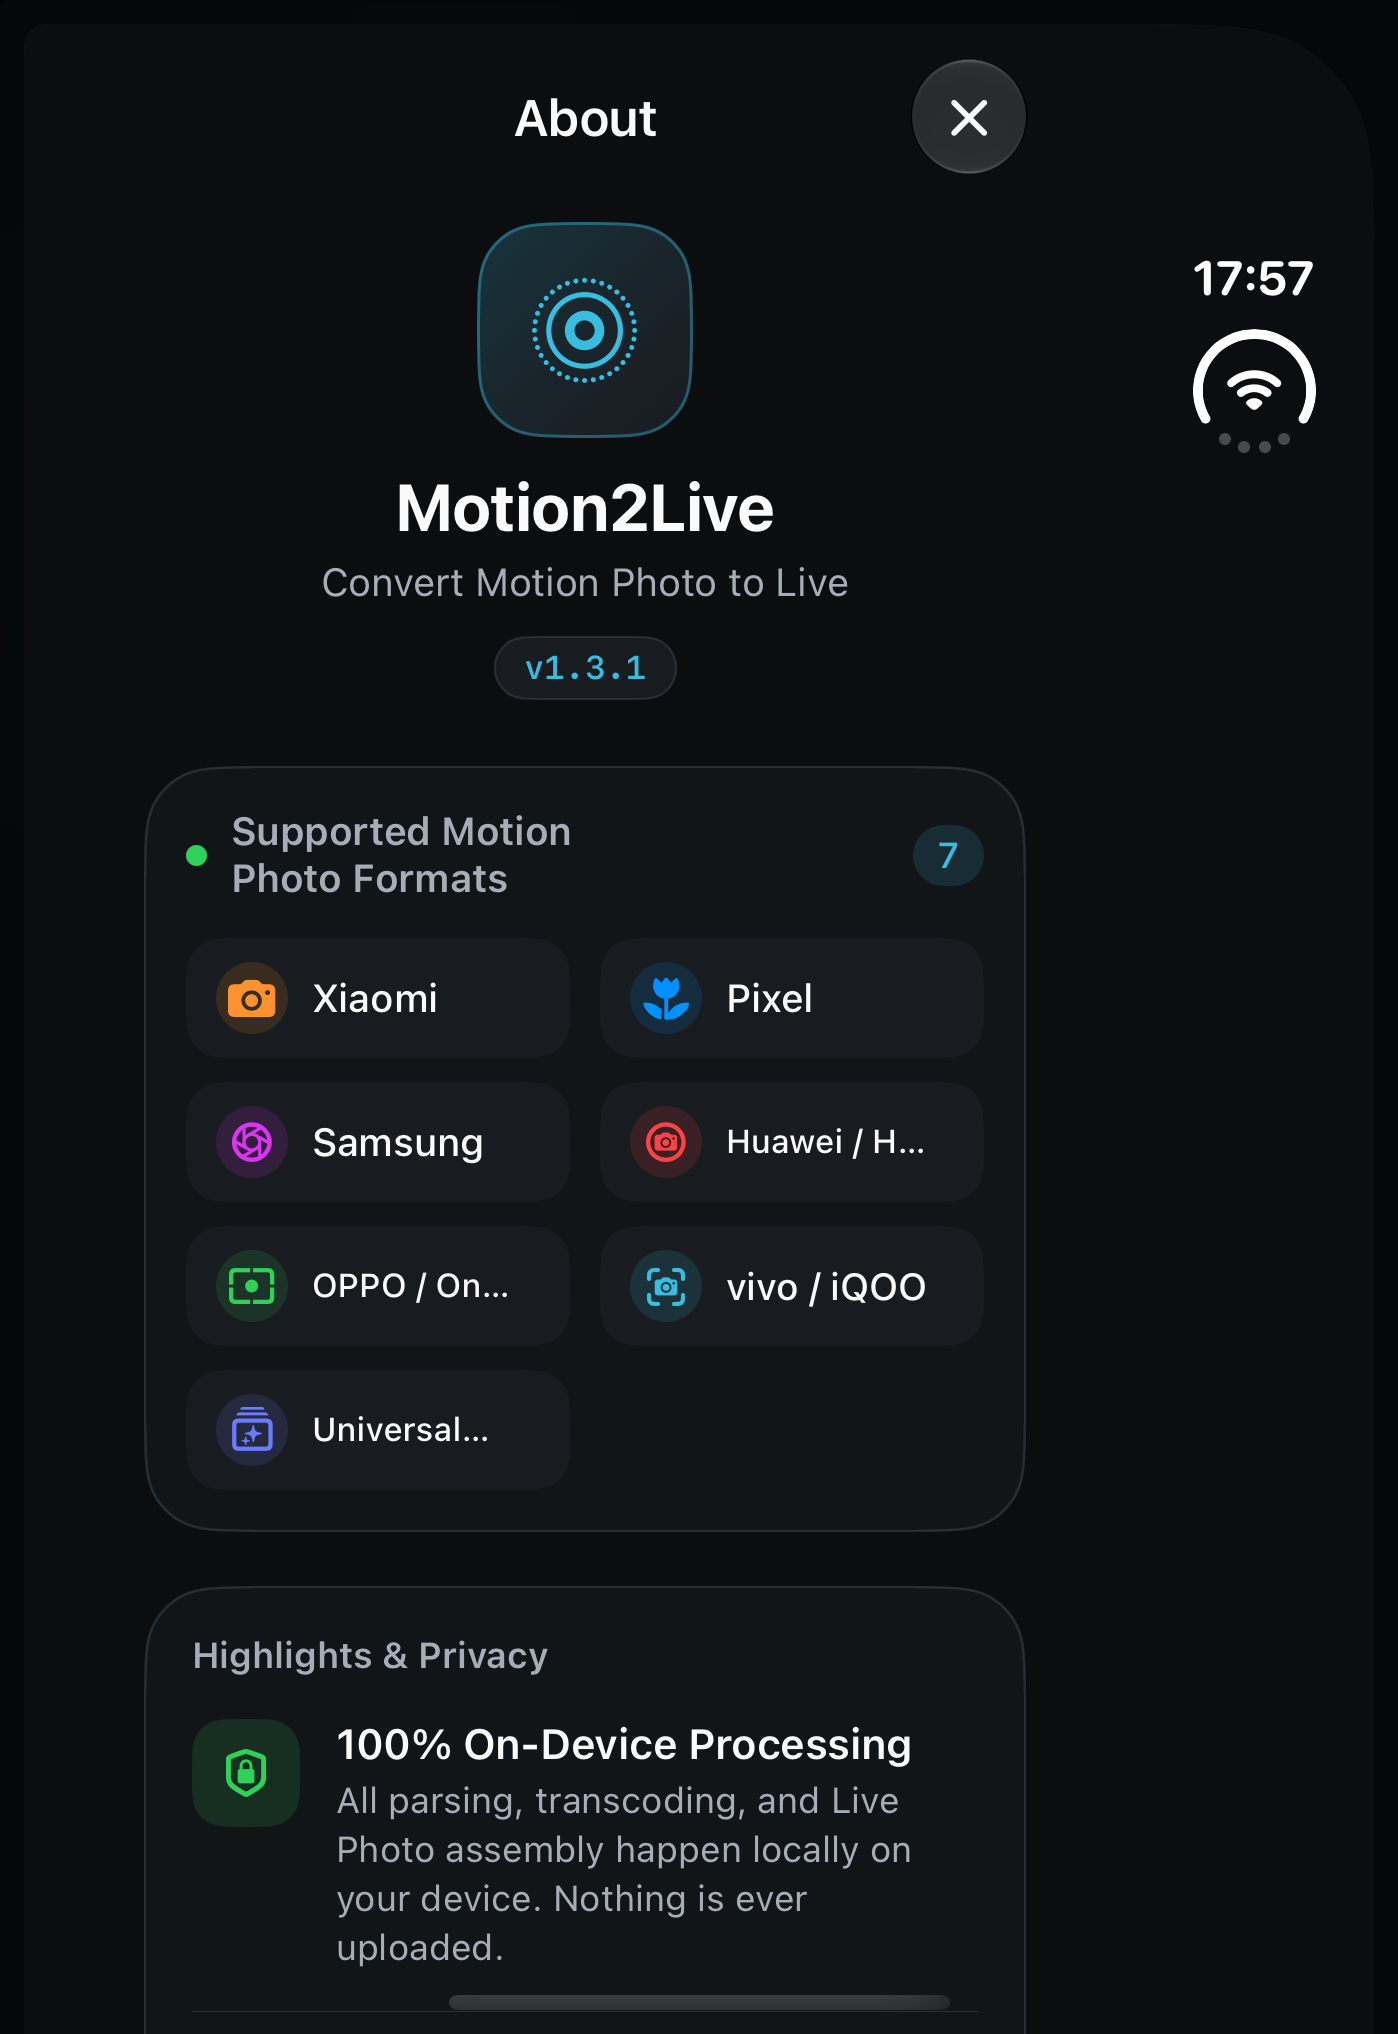 About
17:57
Motion2Live
Convert Motion Photo to Live
v1.3.1
Supported Motion
Photo Formats
7
Xiaomi
Pixel
Samsung
Huawei / H...
OPPO / On...
vivo / iQOO
Universal...
Highlights & Privacy
100% On-Device Processing
All parsing, transcoding, and Live
Photo assembly happen locally on
your device. Nothing is ever
uploaded.